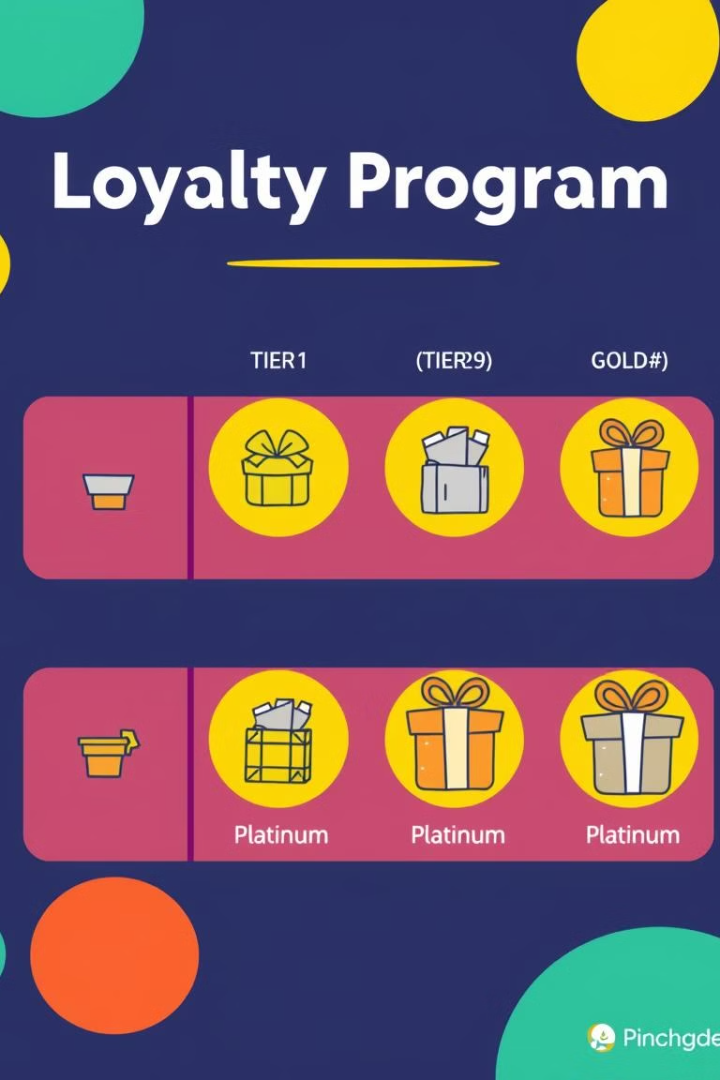 Loyalty Program
TIER1 (TIER29) GOLD#)
Platinum Platinum Platinum
Pinchgde